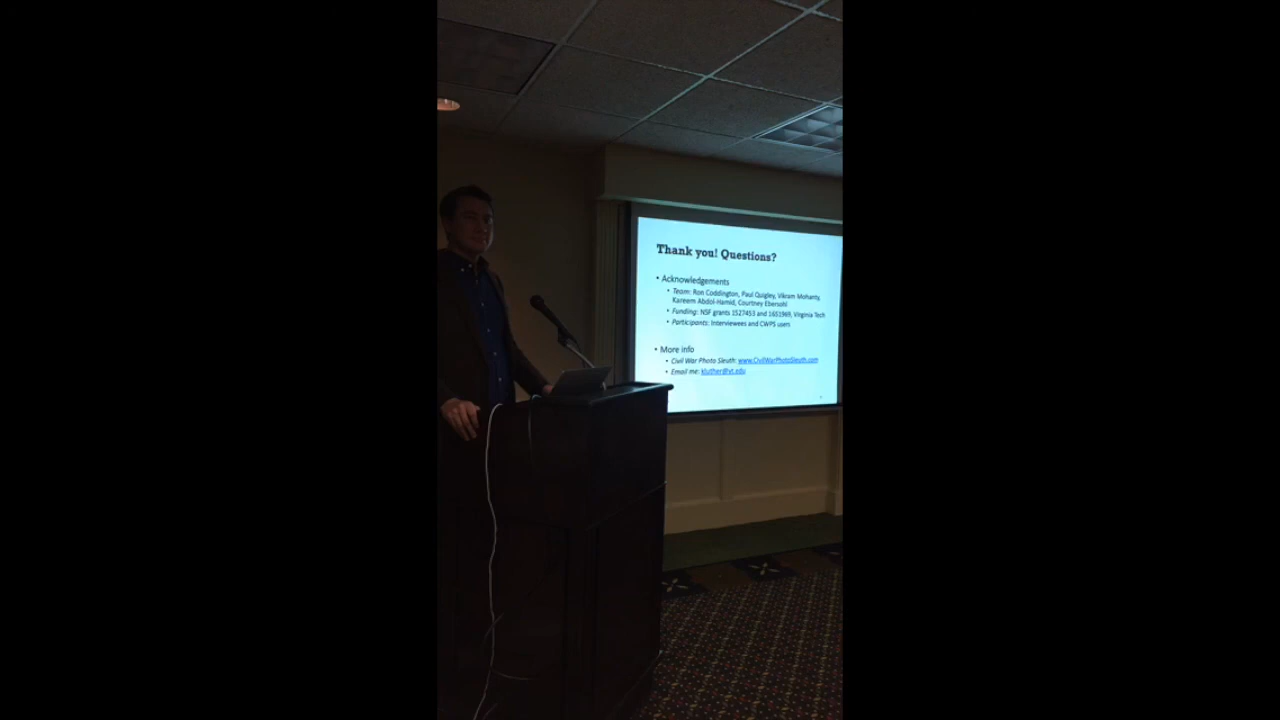 Thank you! Questions?
• Acknowledgements
• Team: Ron Coddington, Paul Quigley, Vikram Mohanty,
Kareem Abdol-Hamid, Courtney Ebersohl
• Funding: NSF grants 1527453 and 1651969, Virginia Tech
• Participants: Interviewees and CWPS users
• More info
• Civil War Photo Sleuth: www.CivilWarPhotoSleuth.com
• Email me: kluther@vt.edu